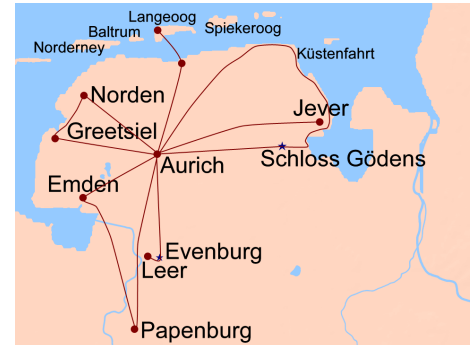 Langeoog
Baltrum
Spiekeroog
Norderney
Küstenfahrt
Norden
Jever
Greetsiel
Aurich
Schloss Gödens
Emden
Evenburg
Leer
Papenburg